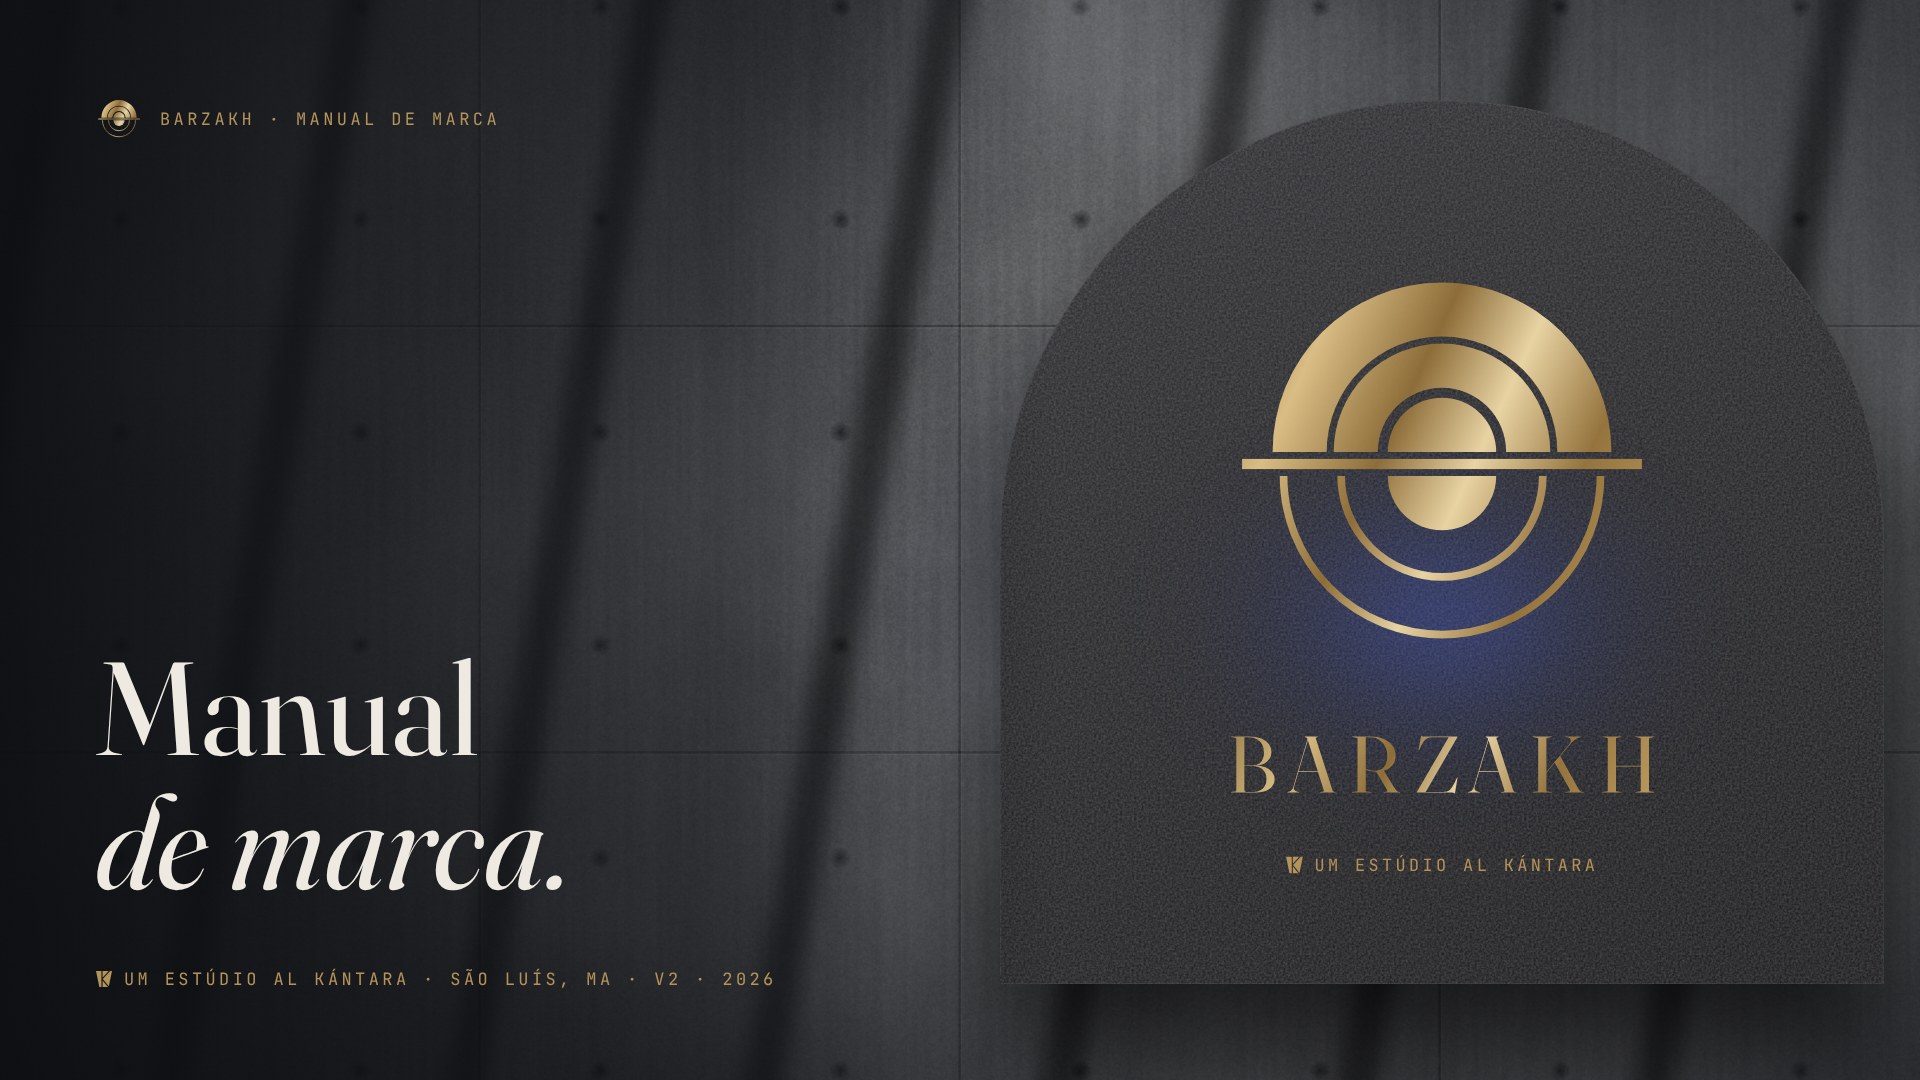 BARZAKH · MANUAL DE MARCA
Manual
de marca.
UM ESTÚDIO AL KÁNTARA · SÃO LUÍS, MA · V2 · 2026
BARZAKH
UM ESTÚDIO AL KÁNTARA